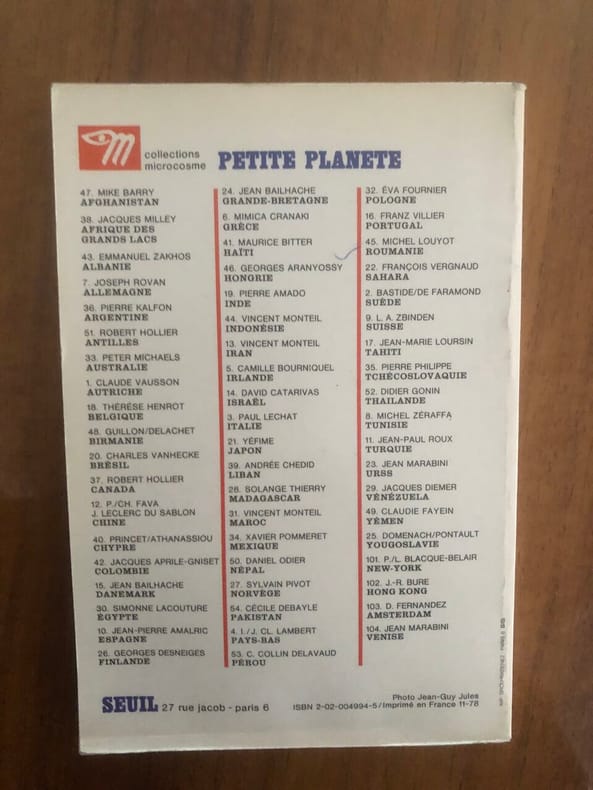 collections
microcosme
PETITE PLANETE
47. MIKE BARRY
AFGHANISTAN
38. JACQUES MILLEY
AFRIQUE DES
GRANDS LACS
43. EMMANUEL ZAKHOS
ALBANIE
7. JOSEPH ROVAN
ALLEMAGNE
36. PIERRE KALFON
ARGENTINE
51. ROBERT HOLLIER
ANTILLES
33. PETER MICHAELS
AUSTRALIE
1. CLAUDE VAUSSON
AUTRICHE
18. THÉRÈSE HENROT
BELGIQUE
48. GUILLON/DELACHET
BIRMANIE
20. CHARLES VANHECKE
BRÉSIL
37. ROBERT HOLLIER
CANADA
12. P./CH. FAVA
J. LECLERC DU SABLON
CHINE
40. PRINCET/ATHANASSIOU
CHYPRE
42. JACQUES APRILE-GNISET
COLOMBIE
15. JEAN BAILHACHE
DANEMARK
30. SIMONNE LACOUTURE
ÉGYPTE
10. JEAN-PIERRE AMALRIC
ESPAGNE
26. GEORGES DESNEIGES
FINLANDE
24. JEAN BAILHACHE
GRANDE-BRETAGNE
6. MIMICA CRANAKI
GRÈCE
41. MAURICE BITTER
HAÏTI
46. GEORGES ARANYOSSY
HONGRIE
19. PIERRE AMADO
INDE
44. VINCENT MONTEIL
INDONÉSIE
13. VINCENT MONTEIL
IRAN
5. CAMILLE BOURNIQUEL
IRLANDE
14. DAVID CATARIVAS
ISRAËL
3. PAUL LECHAT
ITALIE
21. YÉFIME
JAPON
39. ANDRÉE CHEDID
LIBAN
28. SOLANGE THIERRY
MADAGASCAR
31. VINCENT MONTEIL
MAROC
34. XAVIER POMMERET
MEXIQUE
50. DANIEL ODIER
NÉPAL
27. SYLVAIN PIVOT
NORVÈGE
54. CÉCILE DEBAYLE
PAKISTAN
4. I./J. CL. LAMBERT
PAYS-BAS
53. C. COLLIN DELAVAUD
PÉROU
32. ÉVA FOURNIER
POLOGNE
16. FRANZ VILLIER
PORTUGAL
45. MICHEL LOUYOT
ROUMANIE
22. FRANÇOIS VERGNAUD
SAHARA
2. BASTIDE/DE FARAMOND
SUÈDE
9. L. A. ZBINDEN
SUISSE
17. JEAN-MARIE LOURSIN
TAHITI
35. PIERRE PHILIPPE
TCHÉCOSLOVAQUIE
52. DIDIER GONIN
THAILANDE
8. MICHEL ZÉRAFFA
TUNISIE
11. JEAN-PAUL ROUX
TURQUIE
23. JEAN MARABINI
URSS
29. JACQUES DIEMER
VÉNÉZUELA
49. CLAUDIE FAYEIN
YÉMEN
25. DOMENACH/PONTAULT
YOUGOSLAVIE
101. P./L. BLACQUE-BELAIR
NEW-YORK
102. J.-R. BURE
HONG KONG
103. D. FERNANDEZ
AMSTERDAM
104. JEAN MARABINI
VENISE
SEUIL 27 rue jacob - paris 6
Photo Jean-Guy Jules
ISBN 2-02-004994-5/Imprimé en France 11-78